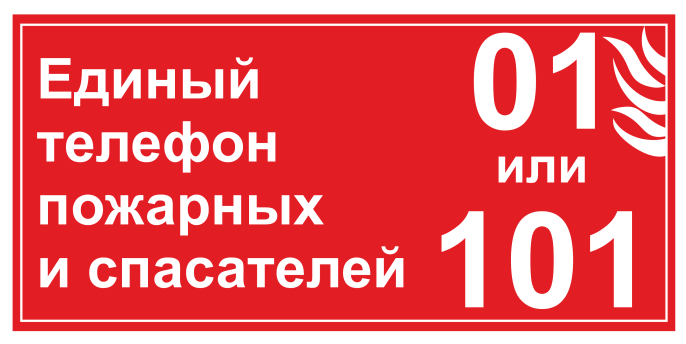 Единый
телефон
пожарных
и спасателей
01
или
101